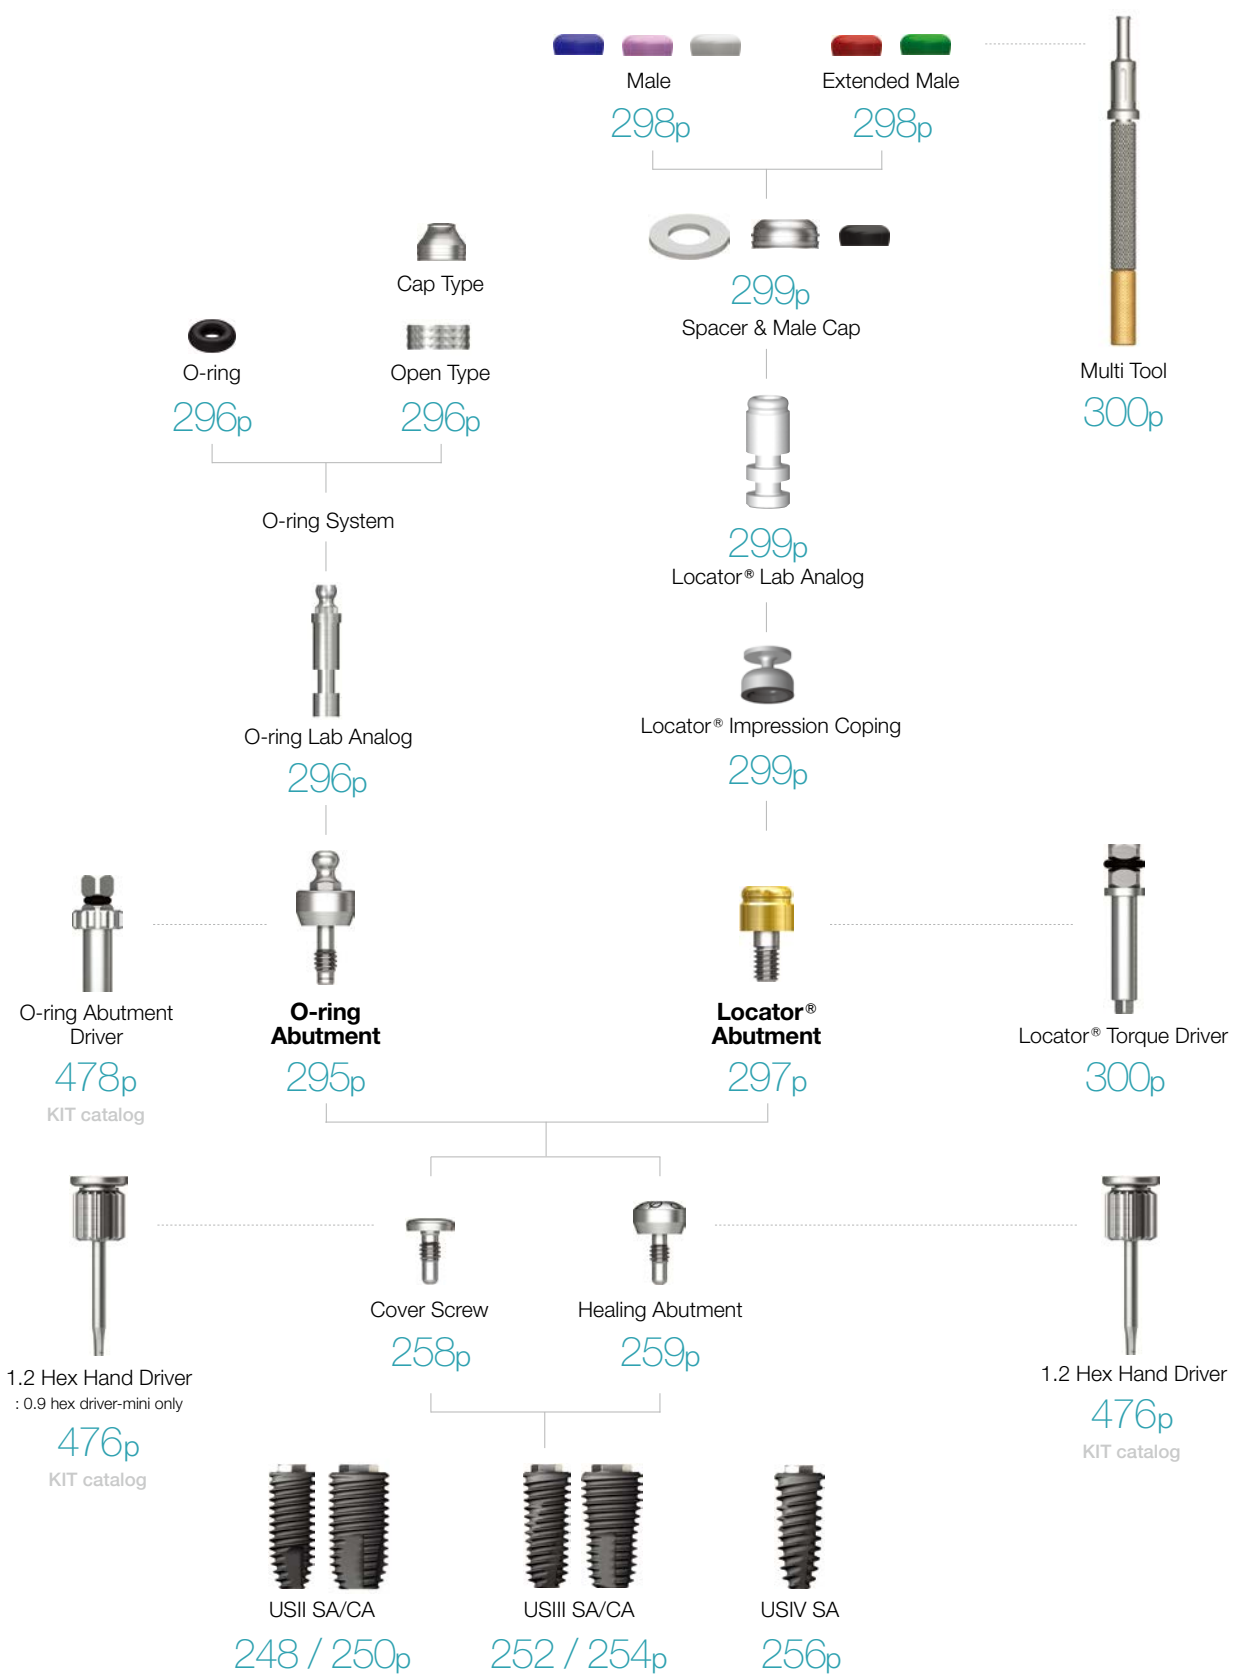 Male
298p
Extended Male
298p
Cap Type
299p
Spacer & Male Cap
O-ring
296p
Open Type
296p
Multi Tool
300p
O-ring System
299p
Locator® Lab Analog
O-ring Lab Analog
296p
Locator® Impression Coping
299p
O-ring Abutment
Driver
478p
KIT catalog
O-ring
Abutment
295p
Locator®
Abutment
297p
Locator® Torque Driver
300p
Cover Screw
258p
Healing Abutment
259p
1.2 Hex Hand Driver
: 0.9 hex driver-mini only
476p
KIT catalog
1.2 Hex Hand Driver
476p
KIT catalog
USII SA/CA
248 / 250p
USIII SA/CA
252 / 254p
USIV SA
256p